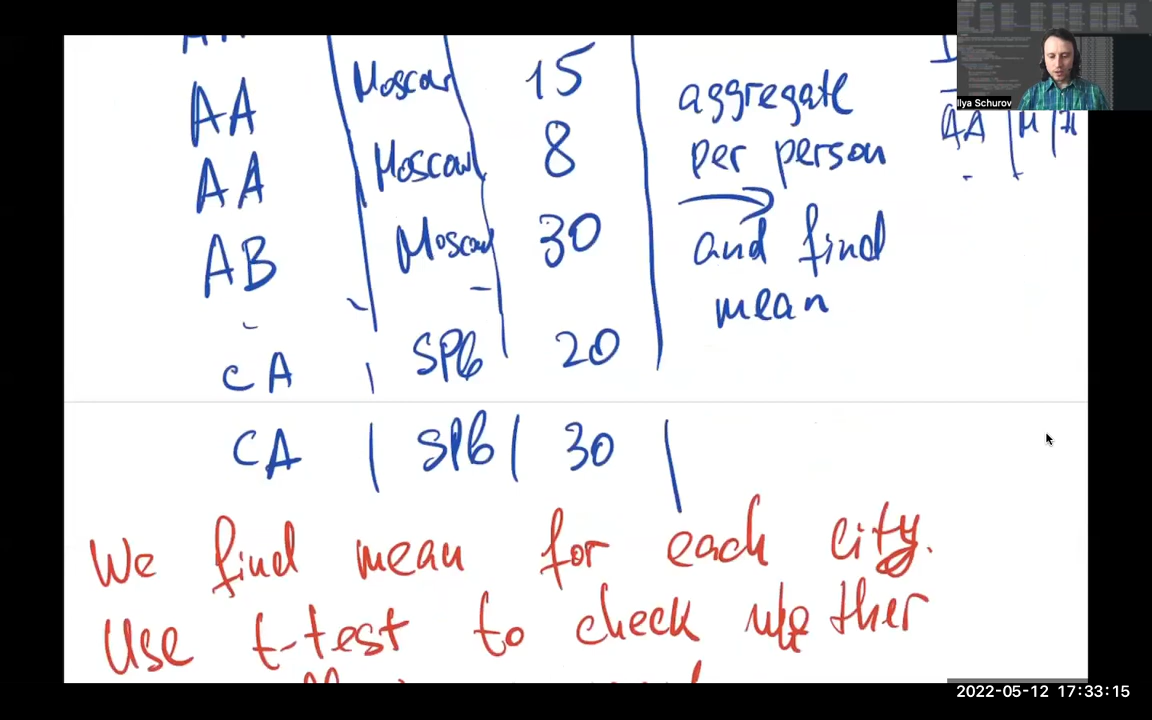 AA | Moscow | 15
AA Moscow 8
AB Moscow 30
CA | SPb 20
CA | SPb | 30 |
aggregate
per person
and find
mean
AA | M |
Ilya Schurov
We find mean for each city.
Use t-test to check whether
2022-05-12 17:33:15